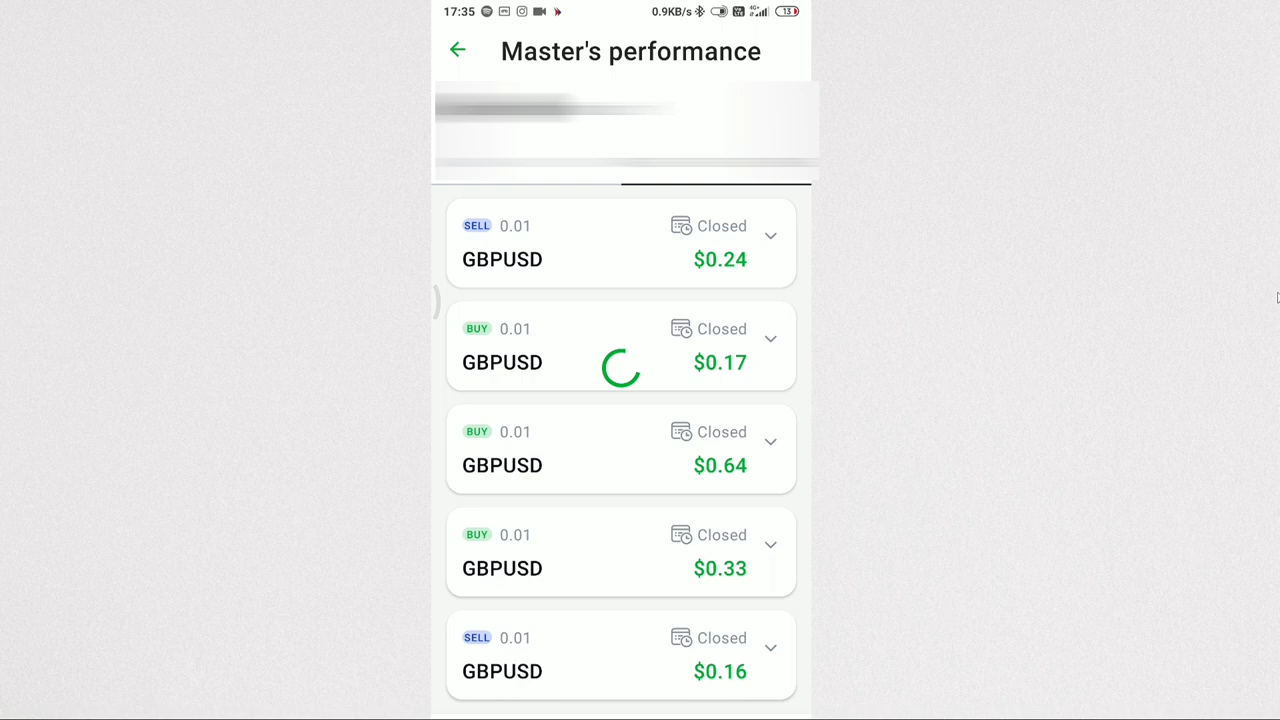 17:35 0.9KB/s 4G+ 13
Master's performance
SELL 0.01 Closed
GBPUSD $0.24
BUY 0.01 Closed
GBPUSD $0.17
BUY 0.01 Closed
GBPUSD $0.64
BUY 0.01 Closed
GBPUSD $0.33
SELL 0.01 Closed
GBPUSD $0.16